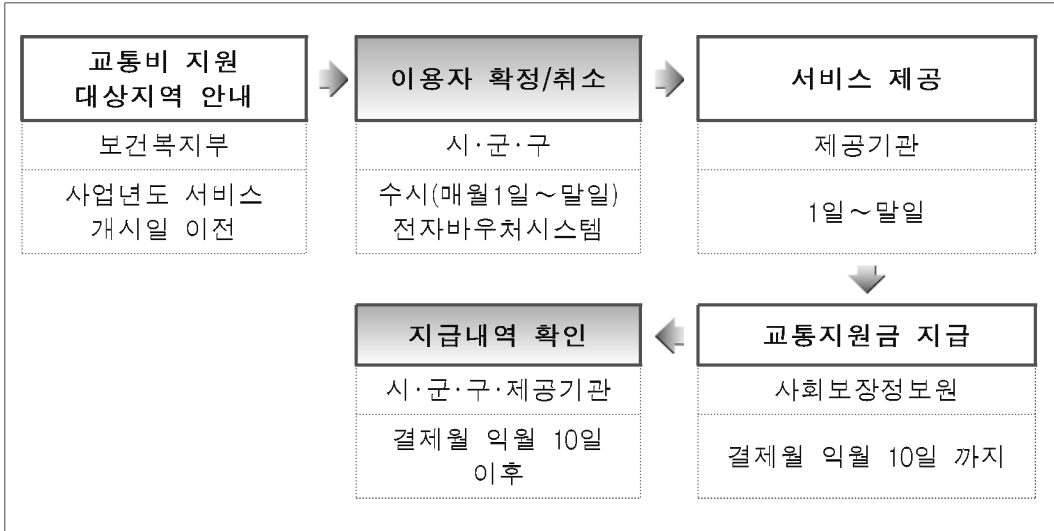 교통비 지원
대상지역 안내
보건복지부
사업년도 서비스
개시일 이전
이용자 확정/취소
시·군·구
수시(매월1일~말일)
전자바우처시스템
서비스 제공
제공기관
1일~말일
교통지원금 지급
사회보장정보원
결제월 익월 10일 까지
지급내역 확인
시·군·구·제공기관
결제월 익월 10일
이후